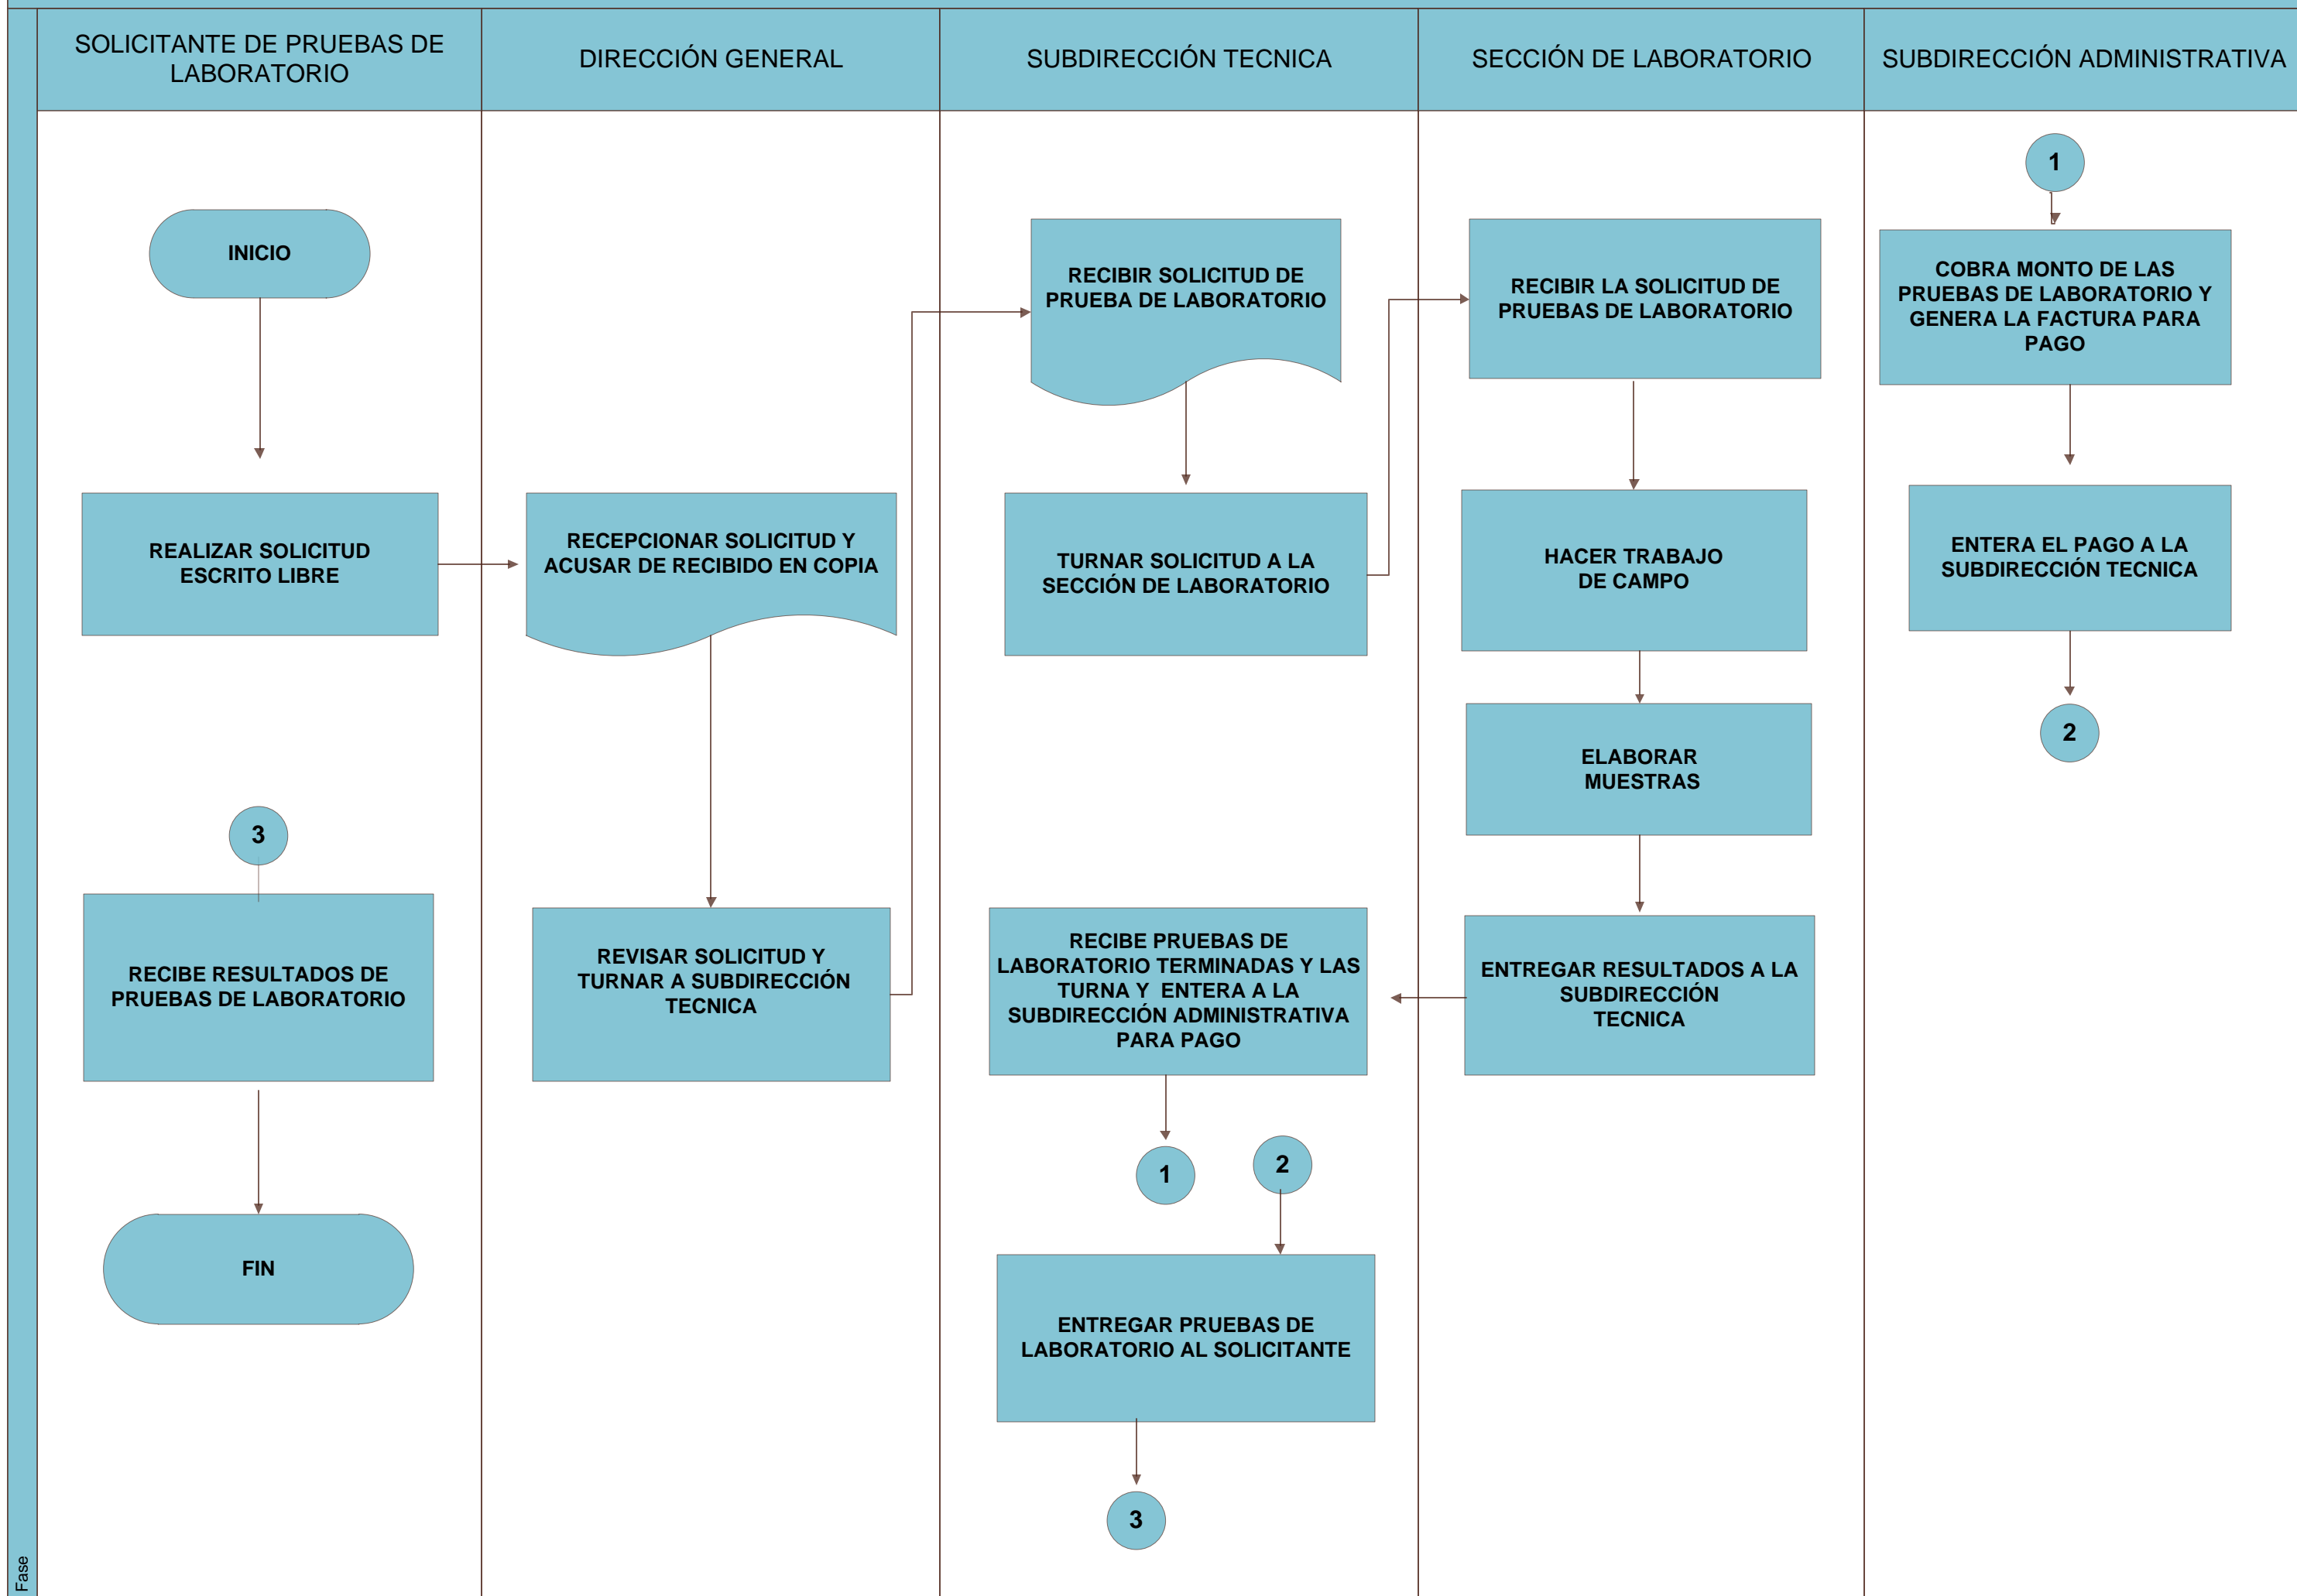 SOLICITANTE DE PRUEBAS DE
LABORATORIO
DIRECCIÓN GENERAL
SUBDIRECCIÓN TECNICA
SECCIÓN DE LABORATORIO
SUBDIRECCIÓN ADMINISTRATIVA
INICIO
REALIZAR SOLICITUD
ESCRITO LIBRE
3
RECIBE RESULTADOS DE
PRUEBAS DE LABORATORIO
FIN
RECEPCIONAR SOLICITUD Y
ACUSAR DE RECIBIDO EN COPIA
REVISAR SOLICITUD Y
TURNAR A SUBDIRECCIÓN
TECNICA
RECIBIR SOLICITUD DE
PRUEBA DE LABORATORIO
TURNAR SOLICITUD A LA
SECCIÓN DE LABORATORIO
RECIBE PRUEBAS DE
LABORATORIO TERMINADAS Y LAS
TURNA Y ENTERA A LA
SUBDIRECCIÓN ADMINISTRATIVA
PARA PAGO
1
2
ENTREGAR PRUEBAS DE
LABORATORIO AL SOLICITANTE
3
RECIBIR LA SOLICITUD DE
PRUEBAS DE LABORATORIO
HACER TRABAJO
DE CAMPO
ELABORAR
MUESTRAS
ENTREGAR RESULTADOS A LA
SUBDIRECCIÓN
TECNICA
1
COBRA MONTO DE LAS
PRUEBAS DE LABORATORIO Y
GENERA LA FACTURA PARA
PAGO
ENTERA EL PAGO A LA
SUBDIRECCIÓN TECNICA
2
Fase